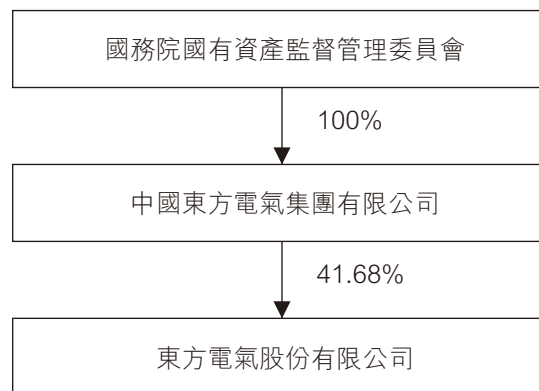 國務院國有資產監督管理委員會
100%
中國東方電氣集團有限公司
41.68%
東方電氣股份有限公司